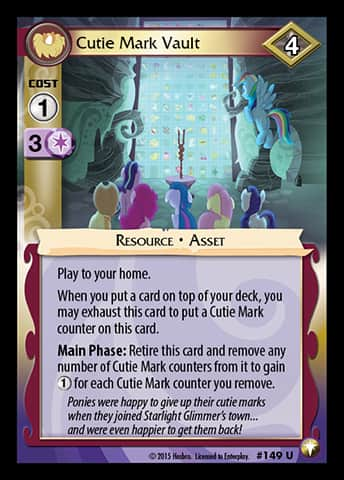 Cutie Mark Vault
4
COST
1
3
RESOURCE • ASSET
Play to your home.
When you put a card on top of your deck, you
may exhaust this card to put a Cutie Mark
counter on this card.
Main Phase: Retire this card and remove any
number of Cutie Mark counters from it to gain
1 for each Cutie Mark counter you remove.
Ponies were happy to give up their cutie marks
when they joined Starlight Glimmer's town...
and were even happier to get them back!
© 2015 Hasbro. Licensed to Enterplay. #149 U